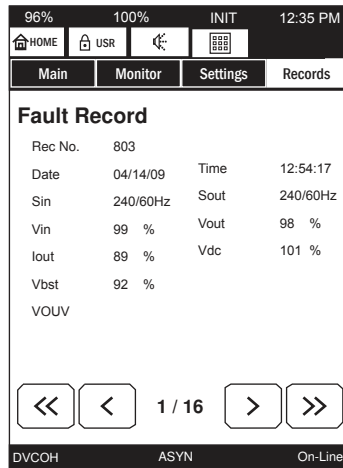 96% 100% INIT 12:35 PM
HOME USR
Main Monitor Settings Records
Fault Record
Rec No. 803
Date 04/14/09 Time 12:54:17
Sin 240/60Hz Sout 240/60Hz
Vin 99 % Vout 98 %
Iout 89 % Vdc 101 %
Vbst 92 %
VOUV
<< < 1 / 16 > >>
DVCOH ASYN On-Line